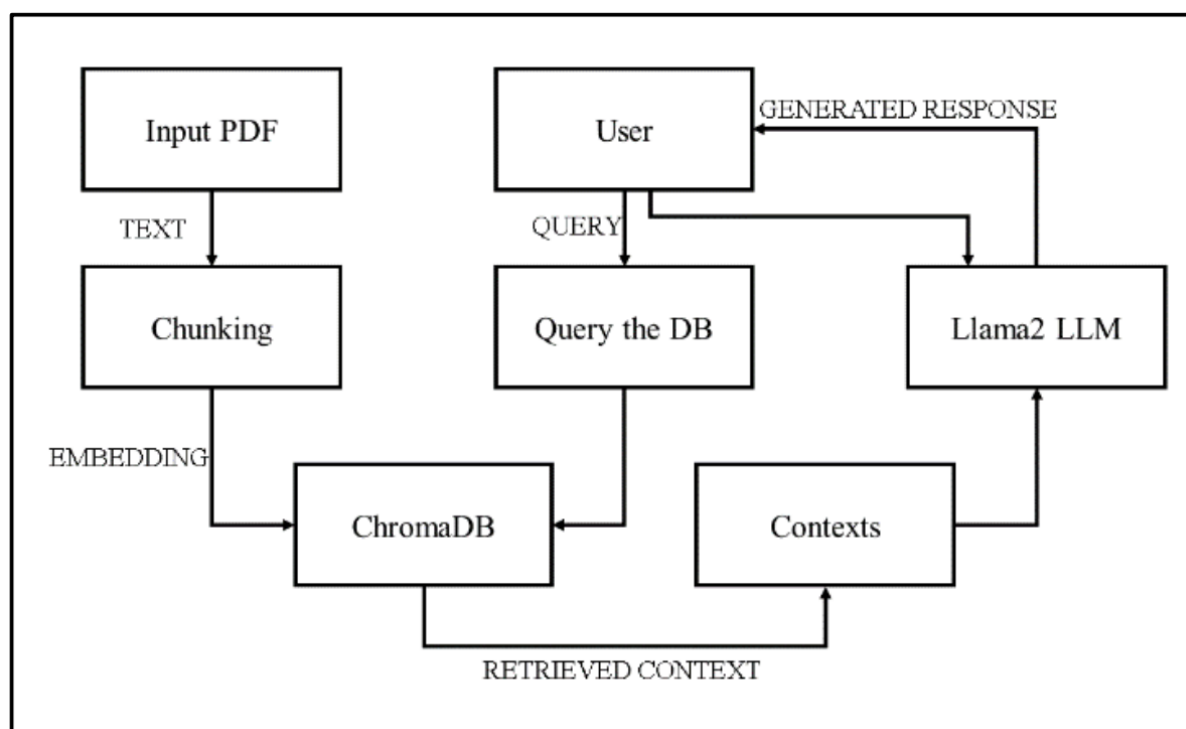 Input PDF
User
GENERATED RESPONSE
TEXT
QUERY
Chunking
Query the DB
Llama2 LLM
EMBEDDING
ChromaDB
Contexts
RETRIEVED CONTEXT